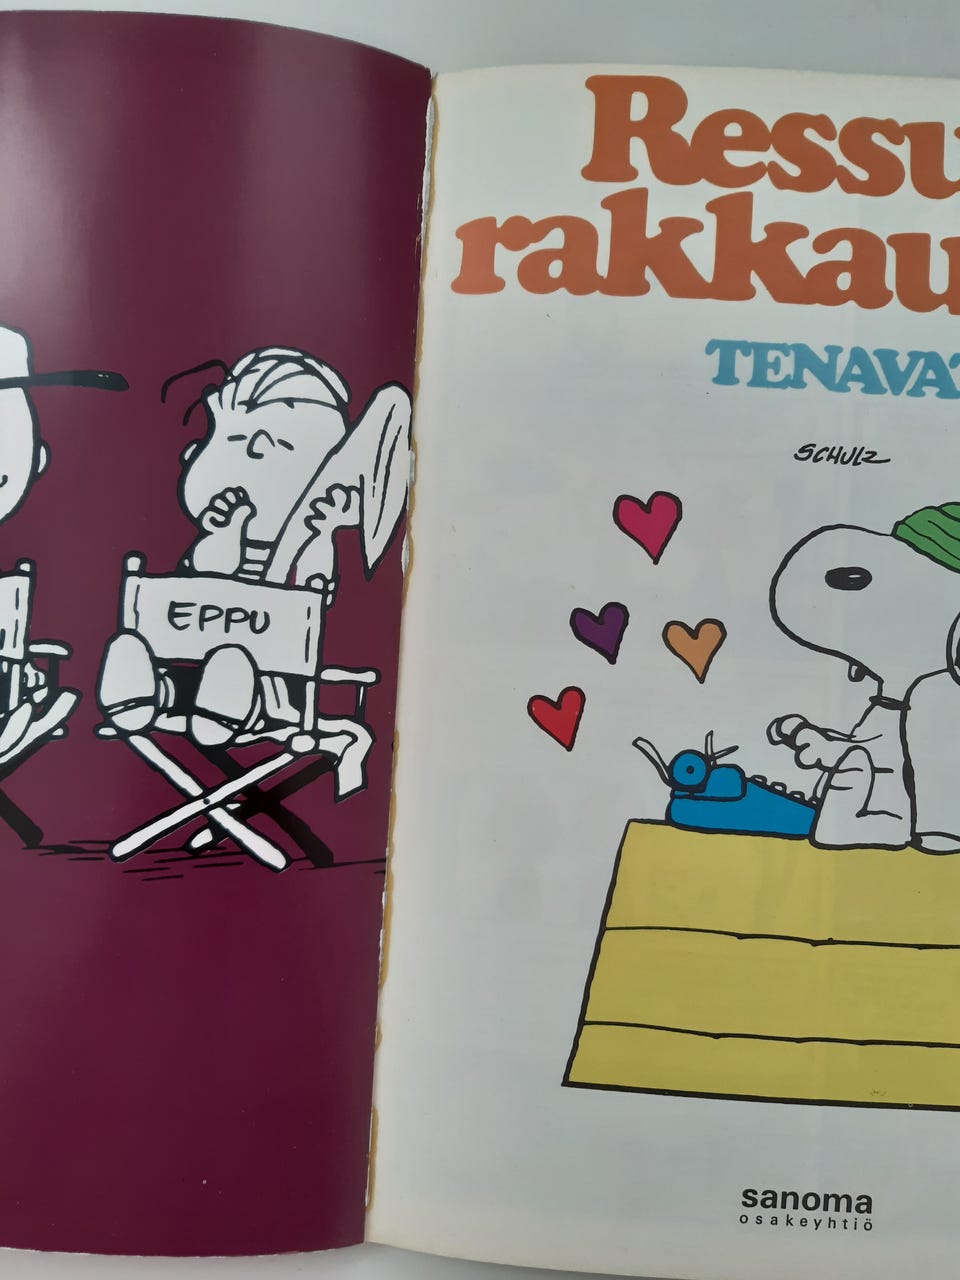 EPPU
Ressu
rakkau
TENAVAT
SCHULZ
sanoma
osakeyhtiö